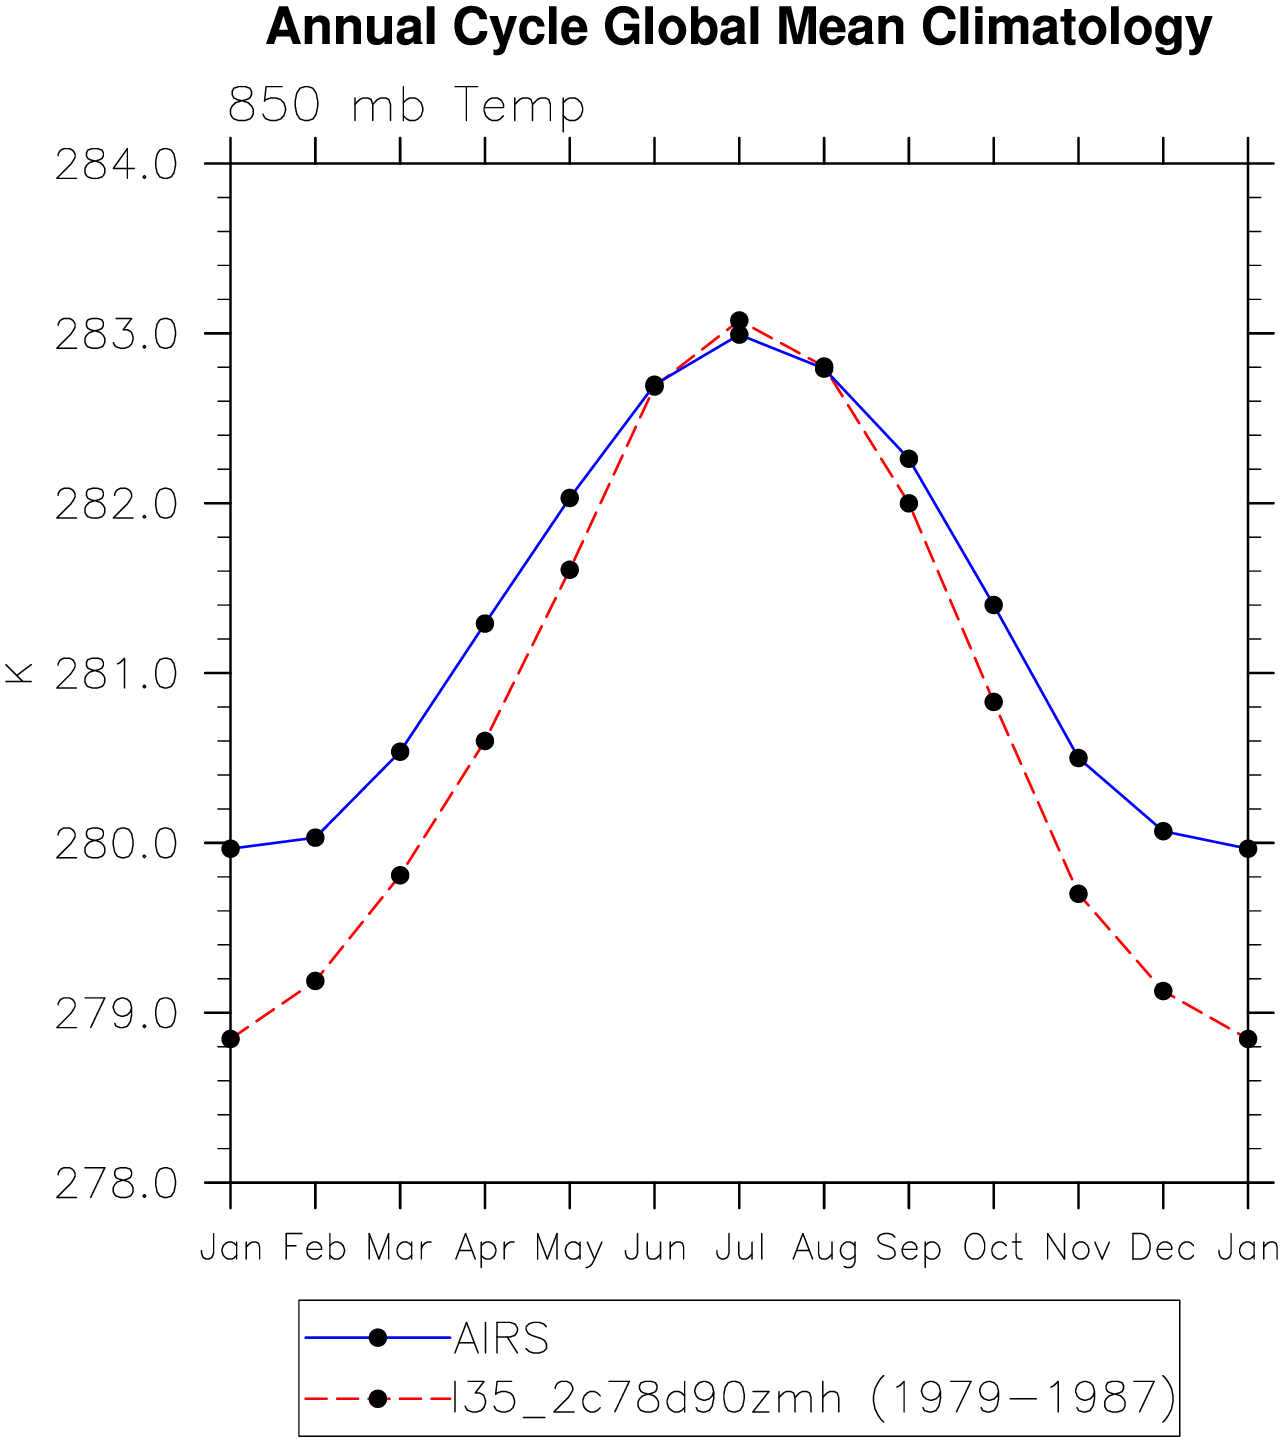 Annual Cycle Global Mean Climatology
850 mb Temp
284.0
283.0
282.0
281.0
280.0
279.0
278.0
K
Jan Feb Mar Apr May Jun Jul Aug Sep Oct Nov Dec Jan
AIRS
I35_2c78d90zmh (1979-1987)